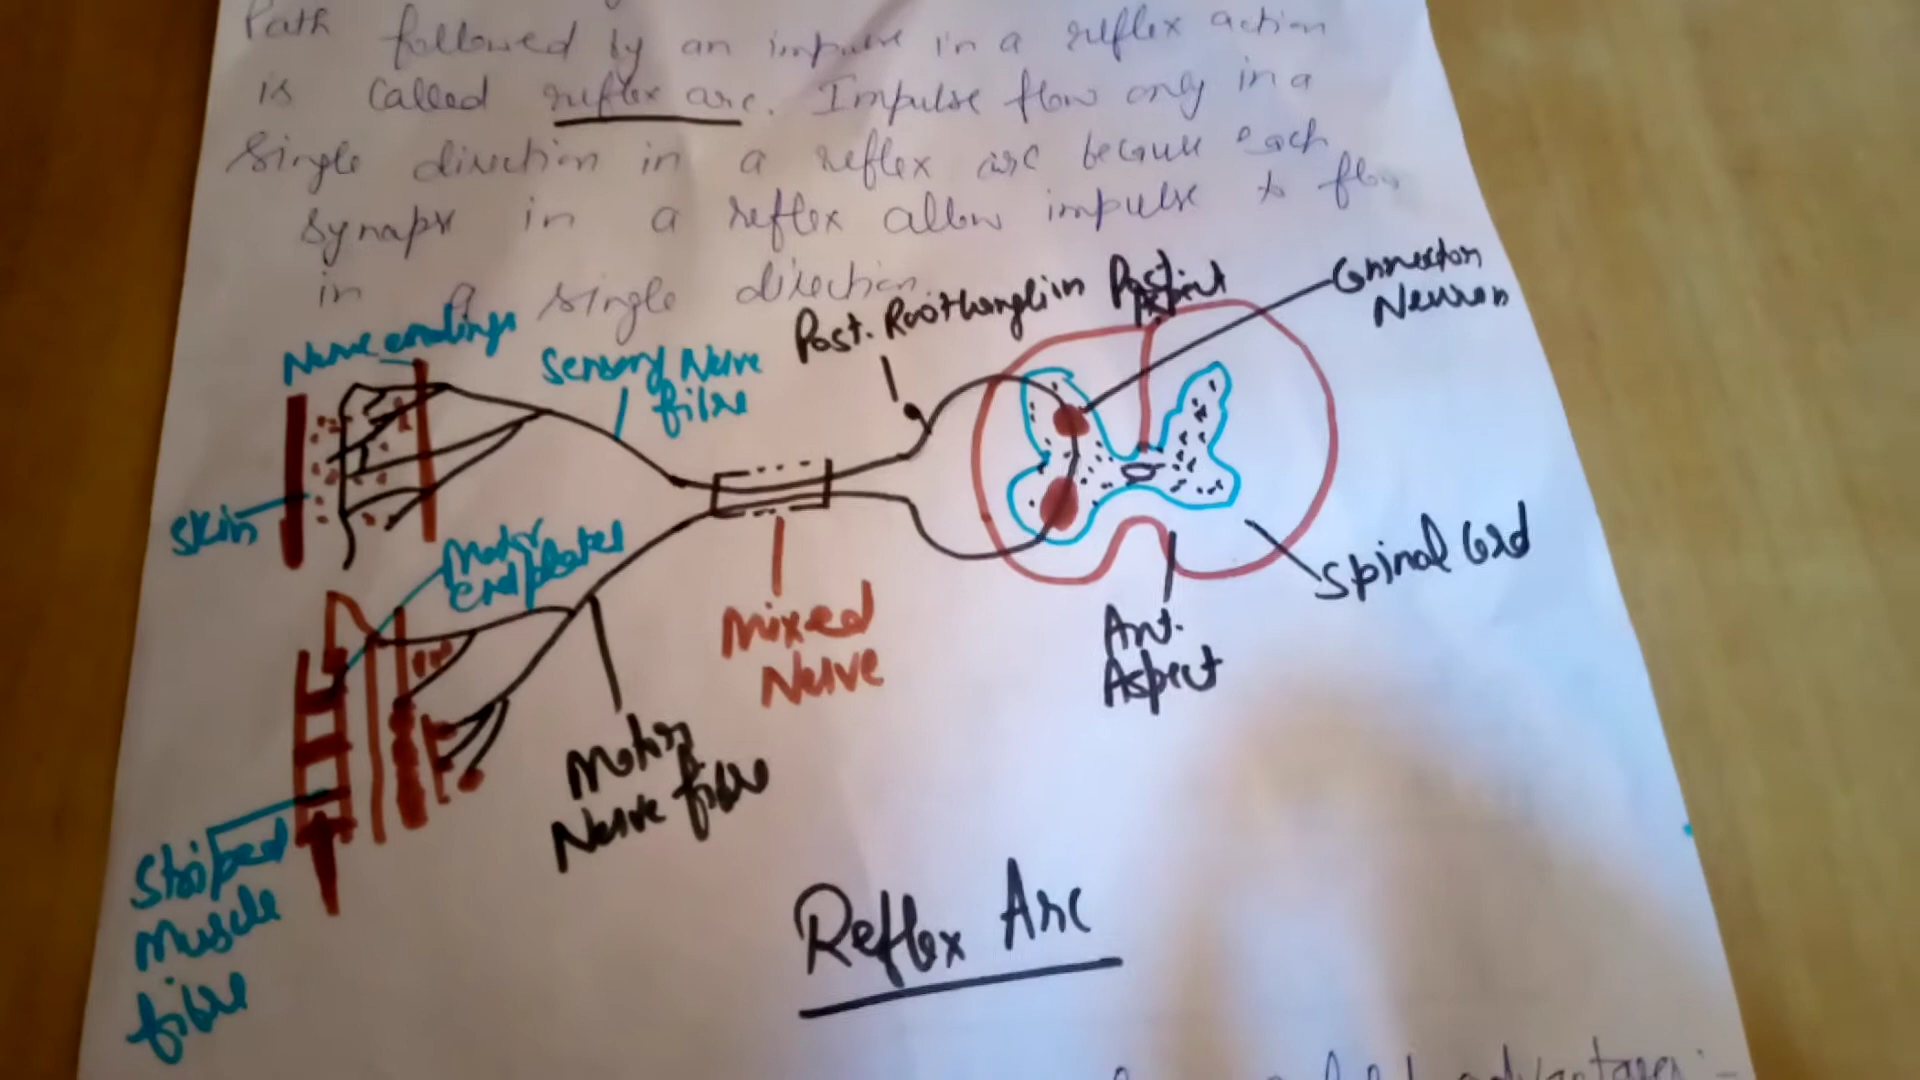 Path followed by an impulse in a reflex action
is called reflex arc. Impulse flow only in a
single direction in a reflex arc because each
synapse in a reflex allow impulse to flow
in a single direction.
Nerve endings
Sensory Nerve
fibre
Post. Root Ganglion
Post.
Connector
Neuron
Skin
Motor
End plates
Mixed
Nerve
Ant.
Aspect
Spinal Cord
Motor
Nerve fibre
Striped
Muscle
fibre
Reflex Arc
advantages:-